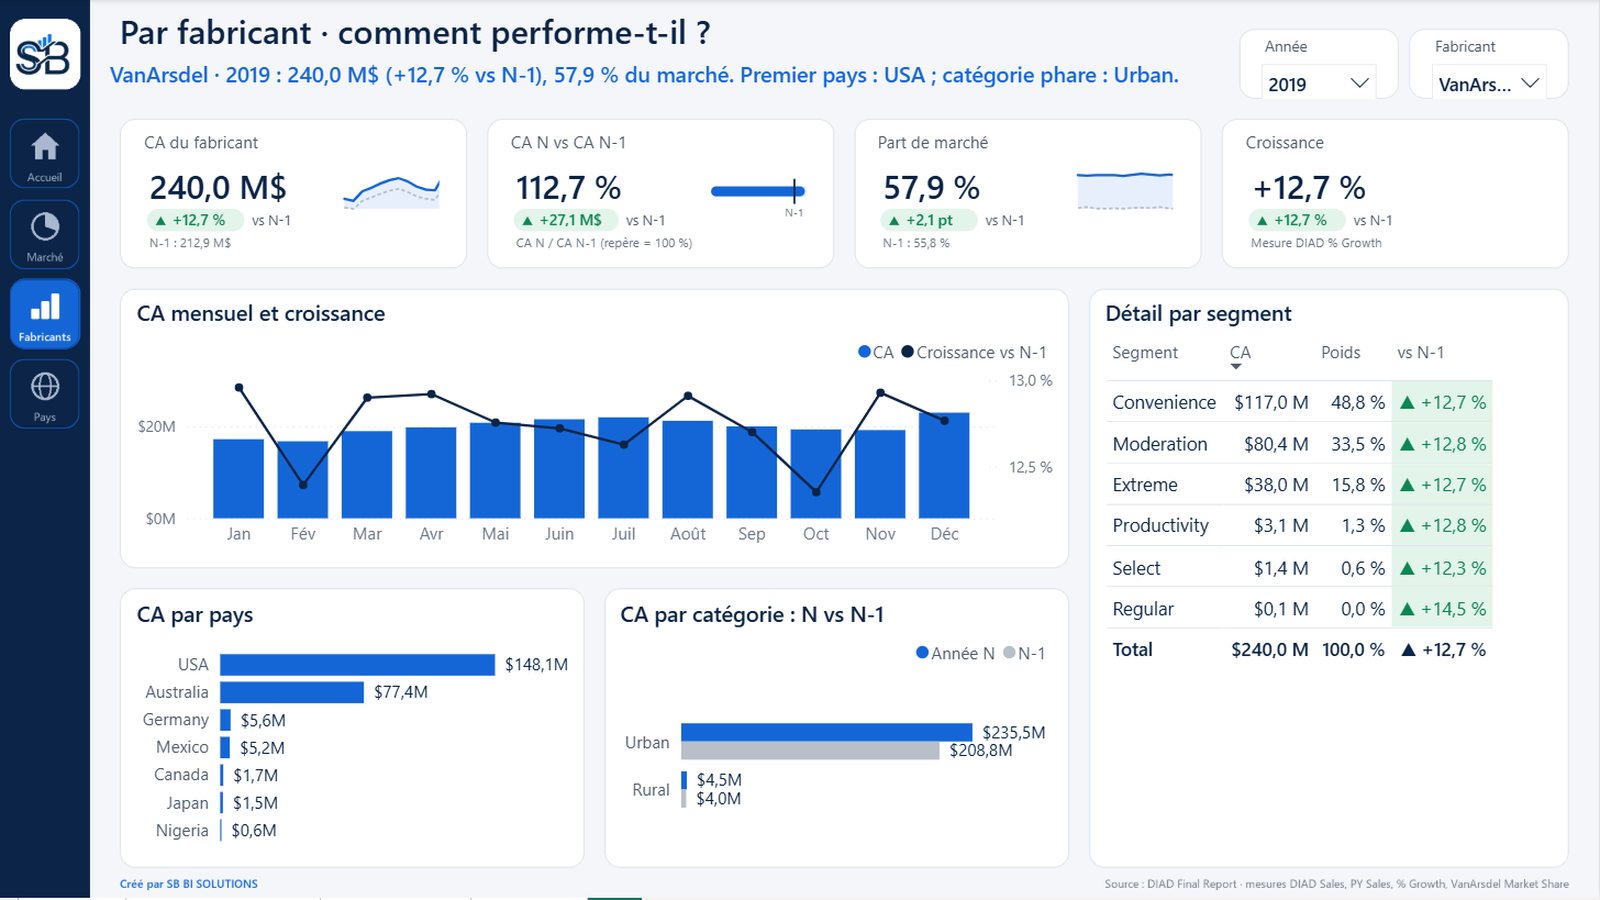 SB
Accueil
Marché
Fabricants
Pays
Par fabricant · comment performe-t-il ?
VanArsdel · 2019 : 240,0 M$ (+12,7 % vs N-1), 57,9 % du marché. Premier pays : USA ; catégorie phare : Urban.
Année
2019
Fabricant
VanArs...
CA du fabricant
240,0 M$
▲ +12,7 % vs N-1
N-1 : 212,9 M$
CA N vs CA N-1
112,7 %
▲ +27,1 M$ vs N-1
CA N / CA N-1 (repère = 100 %)
N-1
Part de marché
57,9 %
▲ +2,1 pt vs N-1
N-1 : 55,8 %
Croissance
+12,7 %
▲ +12,7 % vs N-1
Mesure DIAD % Growth
CA mensuel et croissance
CA Croissance vs N-1
13,0 %
$20M
12,5 %
$0M
Jan Fév Mar Avr Mai Juin Juil Août Sep Oct Nov Déc
Détail par segment
Segment CA Poids vs N-1
Convenience $117,0 M 48,8 % ▲ +12,7 %
Moderation $80,4 M 33,5 % ▲ +12,8 %
Extreme $38,0 M 15,8 % ▲ +12,7 %
Productivity $3,1 M 1,3 % ▲ +12,8 %
Select $1,4 M 0,6 % ▲ +12,3 %
Regular $0,1 M 0,0 % ▲ +14,5 %
Total $240,0 M 100,0 % ▲ +12,7 %
CA par pays
USA $148,1M
Australia $77,4M
Germany $5,6M
Mexico $5,2M
Canada $1,7M
Japan $1,5M
Nigeria $0,6M
CA par catégorie : N vs N-1
Année N N-1
Urban $235,5M
$208,8M
Rural $4,5M
$4,0M
Créé par SB BI SOLUTIONS
Source : DIAD Final Report · mesures DIAD Sales, PY Sales, % Growth, VanArsdel Market Share